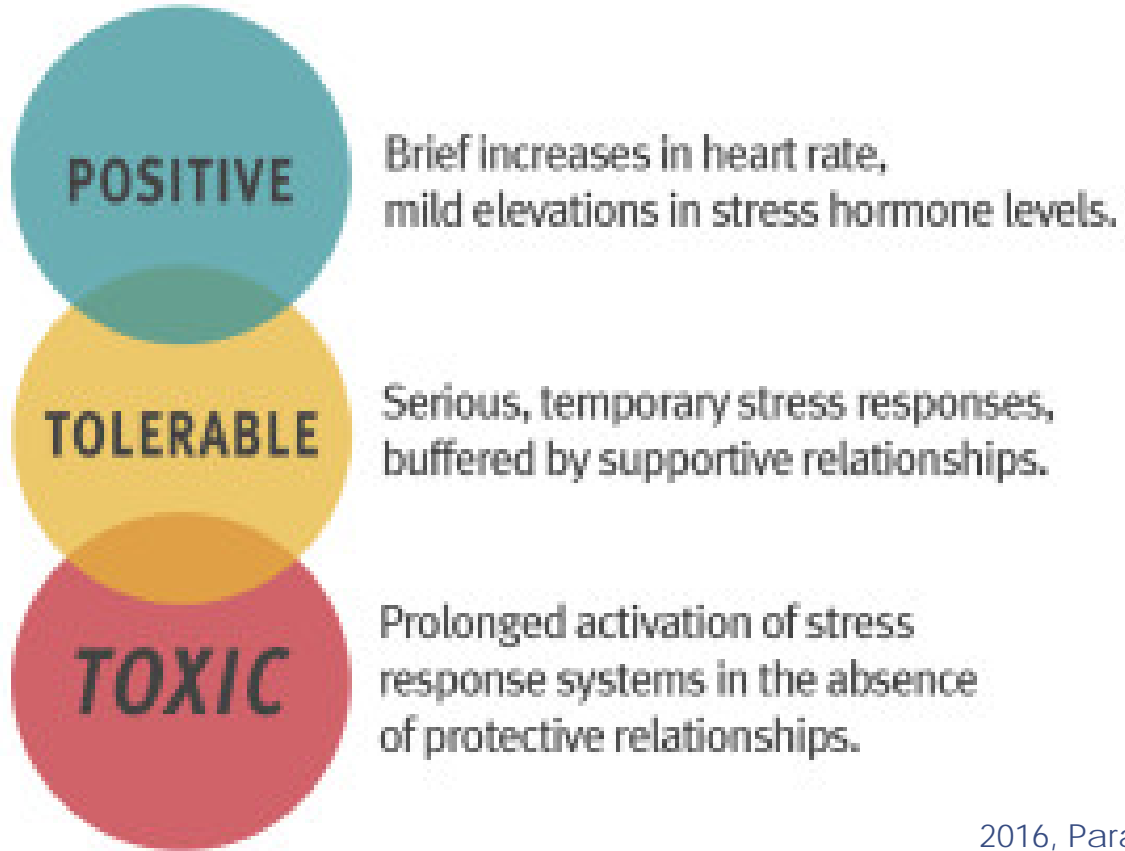 POSITIVE
Brief increases in heart rate,
mild elevations in stress hormone levels.
TOLERABLE
Serious, temporary stress responses,
buffered by supportive relationships.
TOXIC
Prolonged activation of stress
response systems in the absence
of protective relationships.
2016, Para